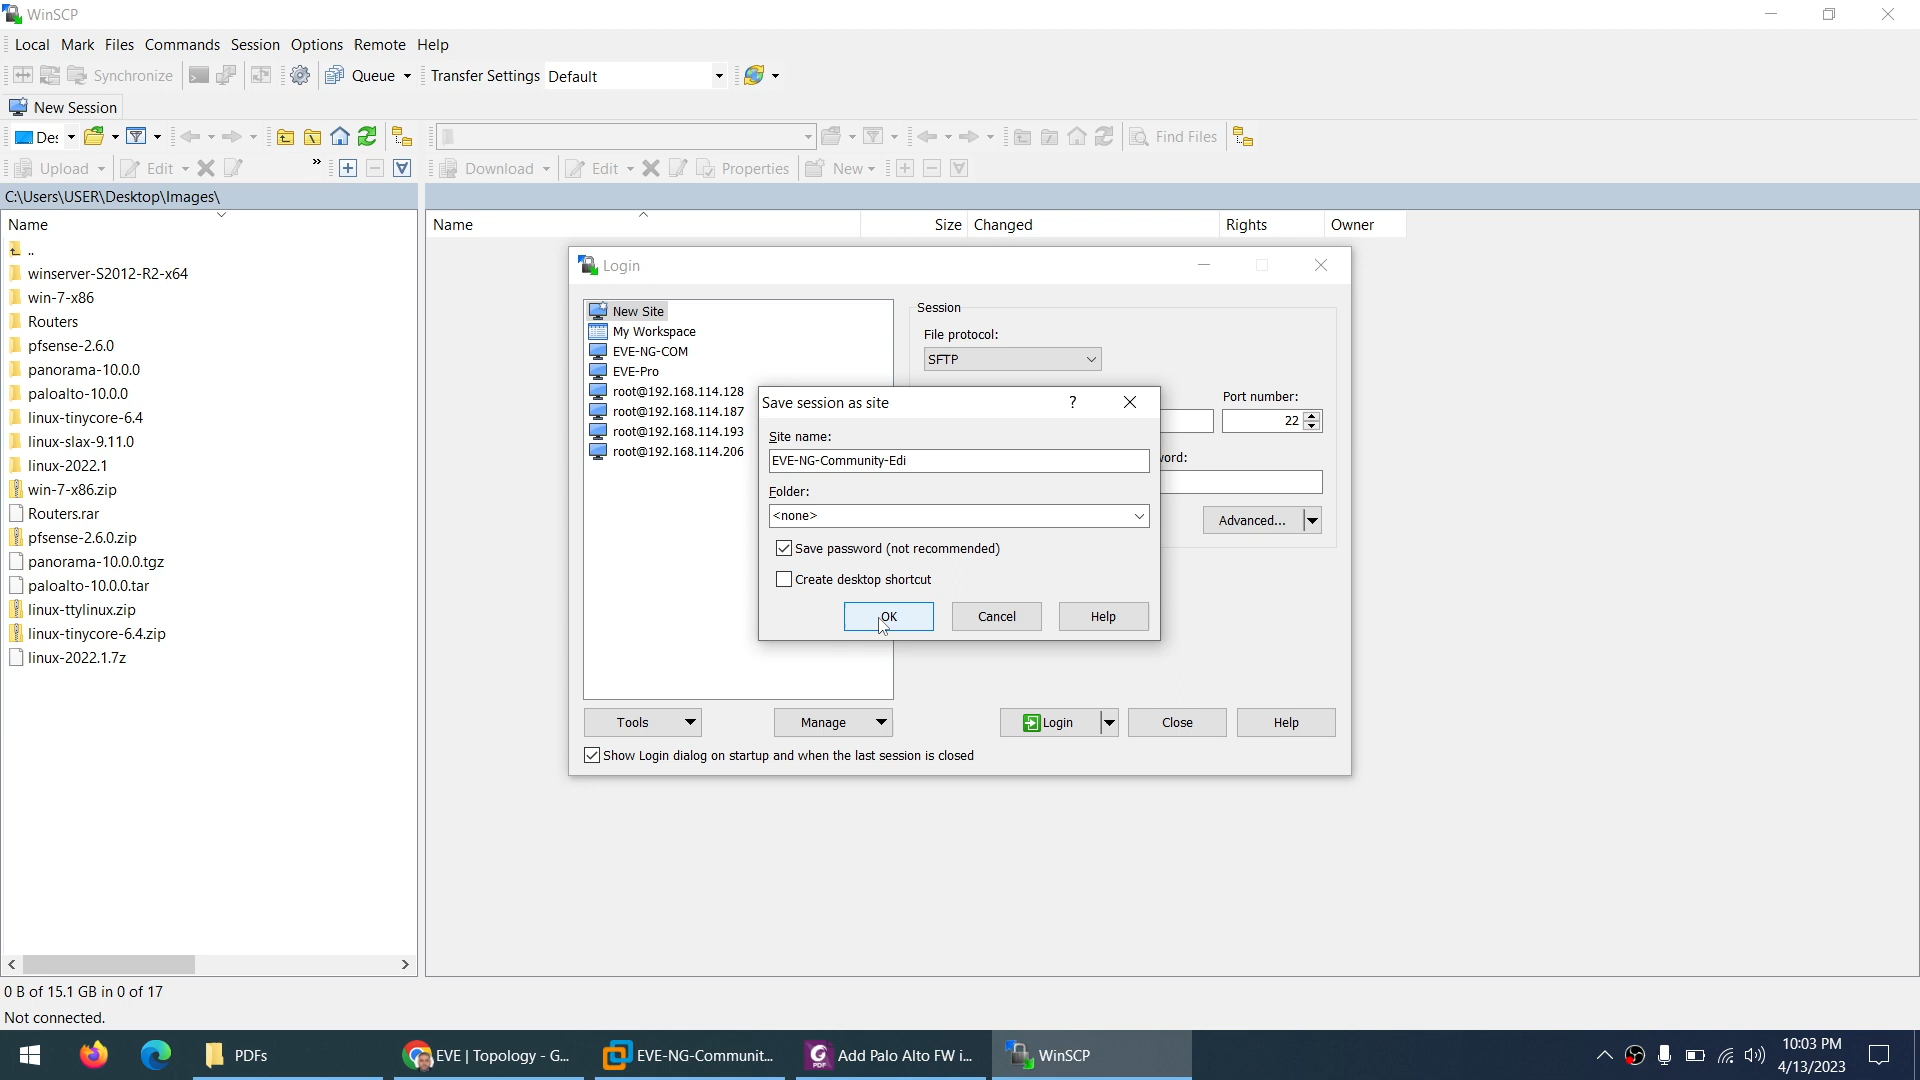 WinSCP
Local Mark Files Commands Session Options Remote Help
Synchronize Queue Transfer Settings Default
New Session
Des Find Files
Upload Edit » Download Edit Properties New
C:\Users\USER\Desktop\Images\
Name Name Size Changed Rights Owner
..
winserver-S2012-R2-x64
win-7-x86
Routers
pfsense-2.6.0
panorama-10.0.0
paloalto-10.0.0
linux-tinycore-6.4
linux-slax-9.11.0
linux-2022.1
win-7-x86.zip
Routers.rar
pfsense-2.6.0.zip
panorama-10.0.0.tgz
paloalto-10.0.0.tar
linux-ttylinux.zip
linux-tinycore-6.4.zip
linux-2022.1.7z
Login
New Site
My Workspace
EVE-NG-COM
EVE-Pro
root@192.168.114.128
root@192.168.114.187
root@192.168.114.193
root@192.168.114.206
Session
File protocol:
SFTP
Port number:
22
word:
Advanced...
Save session as site ?
Site name:
EVE-NG-Community-Edi
Folder:
<none>
Save password (not recommended)
Create desktop shortcut
OK Cancel Help
Tools Manage Login Close Help
Show Login dialog on startup and when the last session is closed
0 B of 15.1 GB in 0 of 17
Not connected.
PDFs EVE | Topology - G... EVE-NG-Communit... PDF Add Palo Alto FW i... WinSCP 10:03 PM
4/13/2023